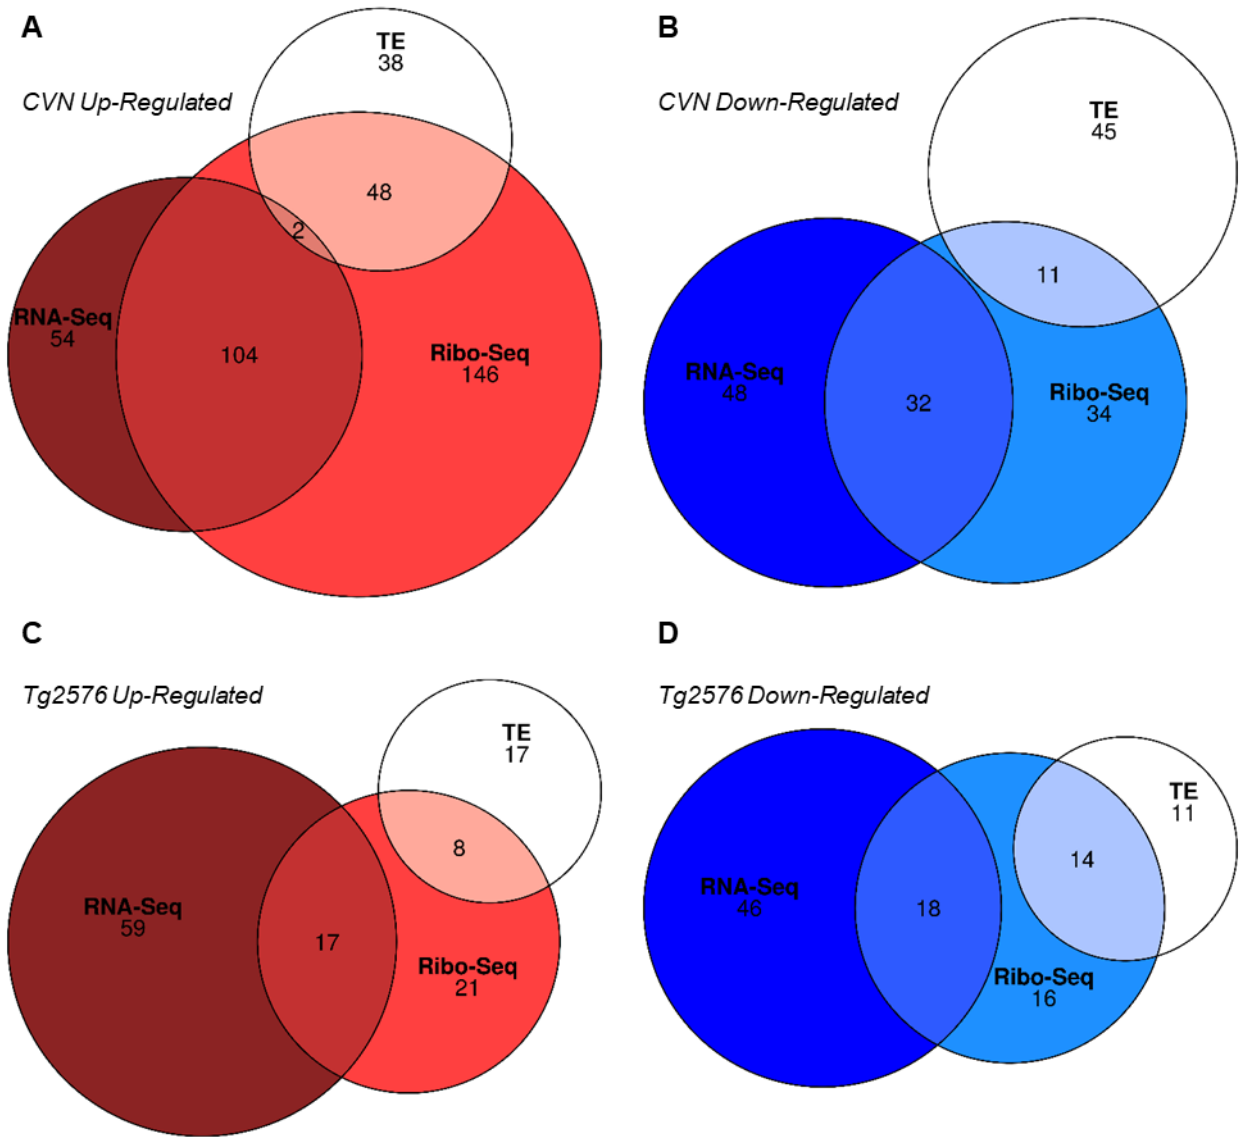 A
CVN Up-Regulated
TE
38
48
2
RNA-Seq
54
104
Ribo-Seq
146
B
CVN Down-Regulated
TE
45
11
RNA-Seq
48
32
Ribo-Seq
34
C
Tg2576 Up-Regulated
TE
17
8
RNA-Seq
59
17
Ribo-Seq
21
D
Tg2576 Down-Regulated
TE
11
14
RNA-Seq
46
18
Ribo-Seq
16